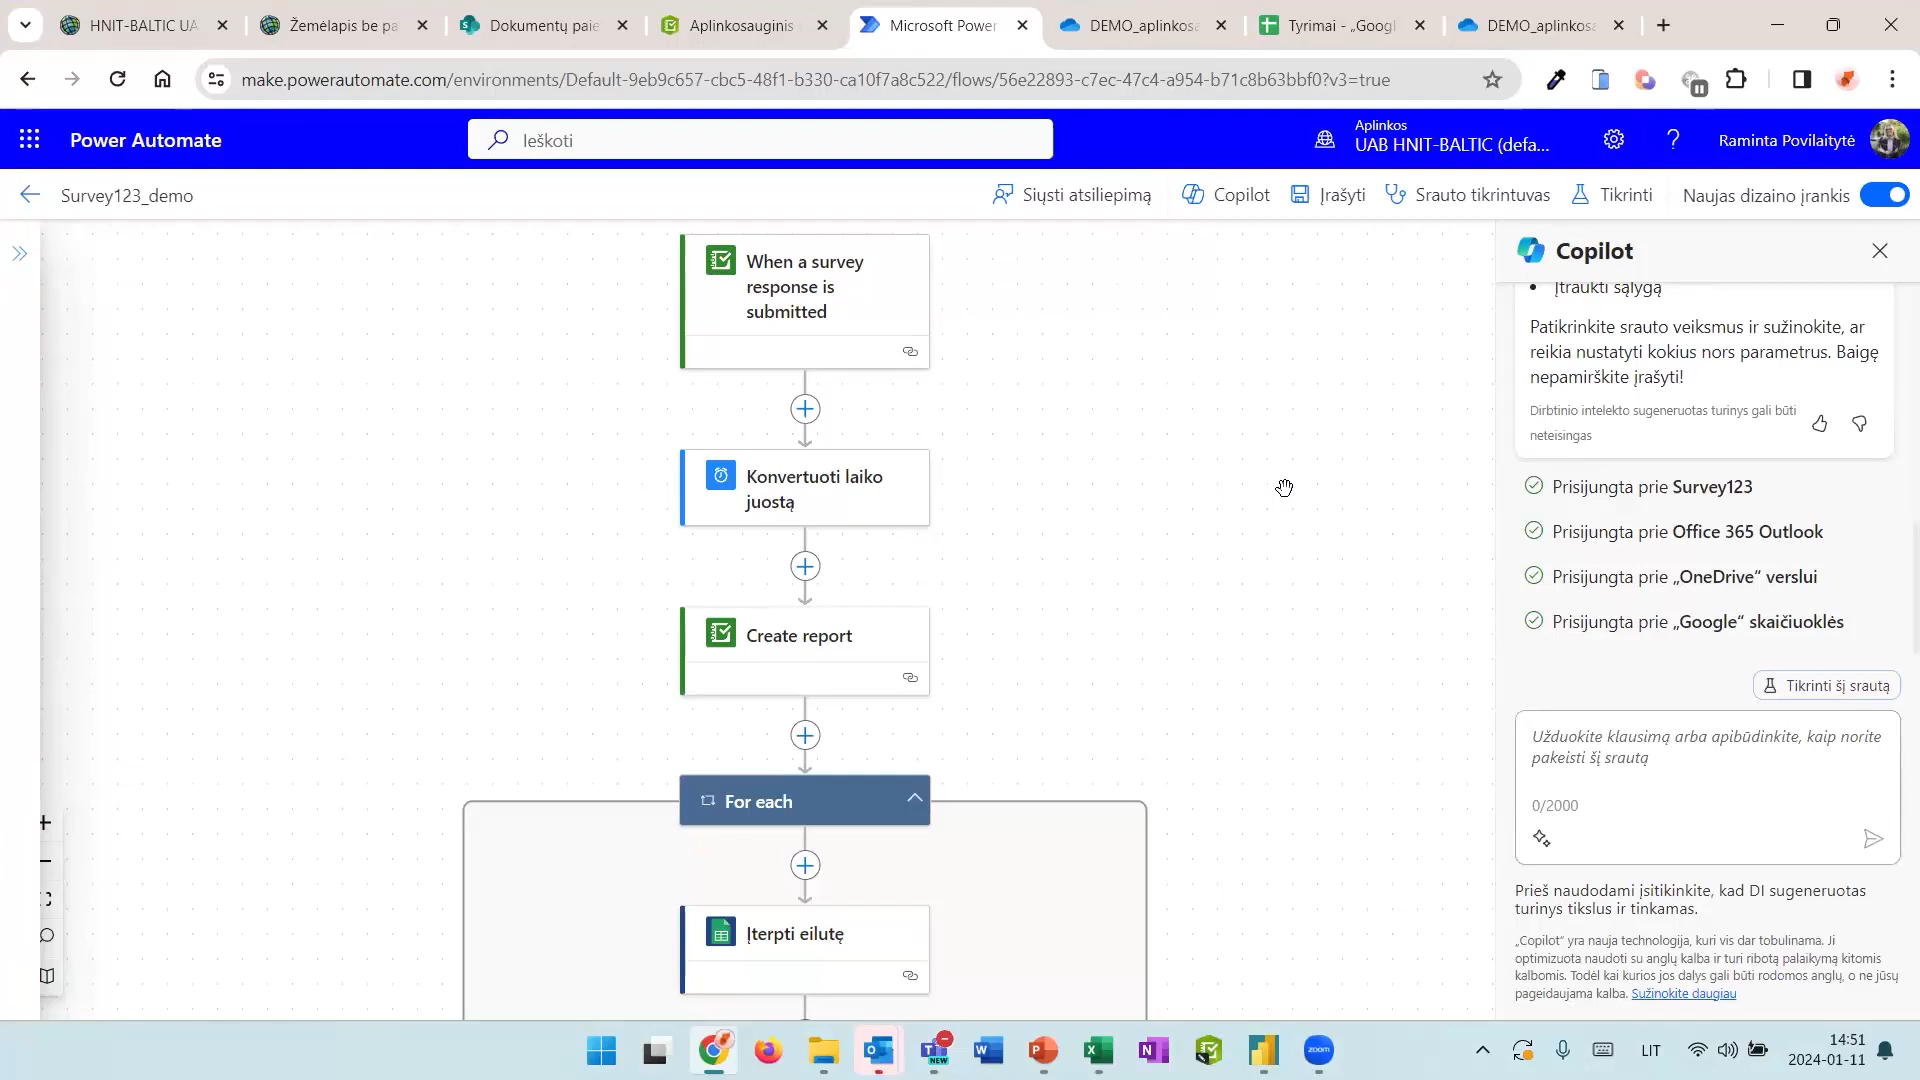 HNIT-BALTIC UA
Žemėlapis be pa
Dokumentų paie
Aplinkosauginis
Microsoft Power
DEMO_aplinkosa
Tyrimai - „Googl
DEMO_aplinkosa
make.powerautomate.com/environments/Default-9eb9c657-cbc5-48f1-b330-ca10f7a8c522/flows/56e22893-c7ec-47c4-a954-b71c8b63bbf0?v3=true
Power Automate
Ieškoti
Aplinkos
UAB HNIT-BALTIC (defa...
Raminta Povilaitytė
Survey123_demo
Siųsti atsiliepimą
Copilot
Įrašyti
Srauto tikrintuvas
Tikrinti
Naujas dizaino įrankis
When a survey
response is
submitted
Konvertuoti laiko
juostą
Create report
For each
Įterpti eilutę
Copilot
• Įtraukti sąlygą
Patikrinkite srauto veiksmus ir sužinokite, ar
reikia nustatyti kokius nors parametrus. Baigę
nepamirškite įrašyti!
Dirbtinio intelekto sugeneruotas turinys gali būti
neteisingas
Prisijungta prie Survey123
Prisijungta prie Office 365 Outlook
Prisijungta prie „OneDrive“ verslui
Prisijungta prie „Google“ skaičiuoklės
Tikrinti šį srautą
Užduokite klausimą arba apibūdinkite, kaip norite
pakeisti šį srautą
0/2000
Prieš naudodami įsitikinkite, kad DI sugeneruotas
turinys tikslus ir tinkamas.
„Copilot“ yra nauja technologija, kuri vis dar tobulinama. Ji
optimizuota naudoti su anglų kalba ir turi ribotą palaikymą kitomis
kalbomis. Todėl kai kurios jos dalys gali būti rodomos anglų, o ne jūsų
pageidaujama kalba. Sužinokite daugiau
NEW
zoom
LIT
14:51
2024-01-11